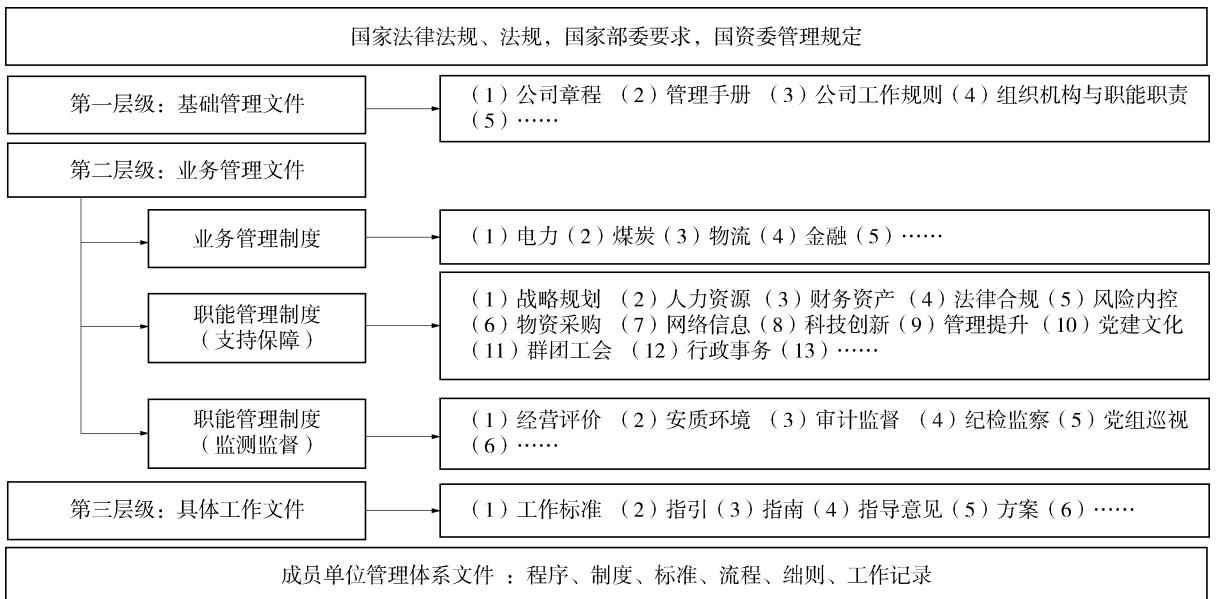 国家法律法规、法规，国家部委要求，国资委管理规定
第一层级：基础管理文件
（1）公司章程 （2）管理手册 （3）公司工作规则（4）组织机构与职能职责
（5）……
第二层级：业务管理文件
业务管理制度
（1）电力（2）煤炭（3）物流（4）金融（5）……
职能管理制度
（支持保障）
（1）战略规划 （2）人力资源（3）财务资产（4）法律合规（5）风险内控
（6）物资采购 （7）网络信息（8）科技创新（9）管理提升（10）党建文化
（11）群团工会 （12）行政事务（13）……
职能管理制度
（监测监督）
（1）经营评价 （2）安质环境 （3）审计监督 （4）纪检监察（5）党组巡视
（6）……
第三层级：具体工作文件
（1）工作标准 （2）指引（3）指南（4）指导意见（5）方案（6）……
成员单位管理体系文件 ：程序、制度、标准、流程、绌则、工作记录